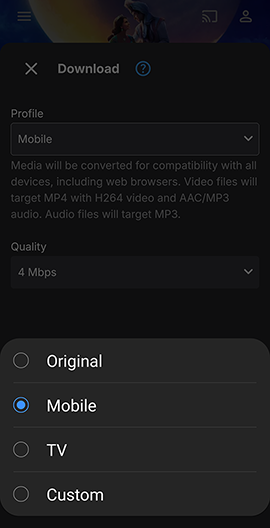 Download
Profile
Mobile
Media will be converted for compatibility with all
devices, including web browsers. Video files will
target MP4 with H264 video and AAC/MP3
audio. Audio files will target MP3.
Quality
4 Mbps
Original
Mobile
TV
Custom